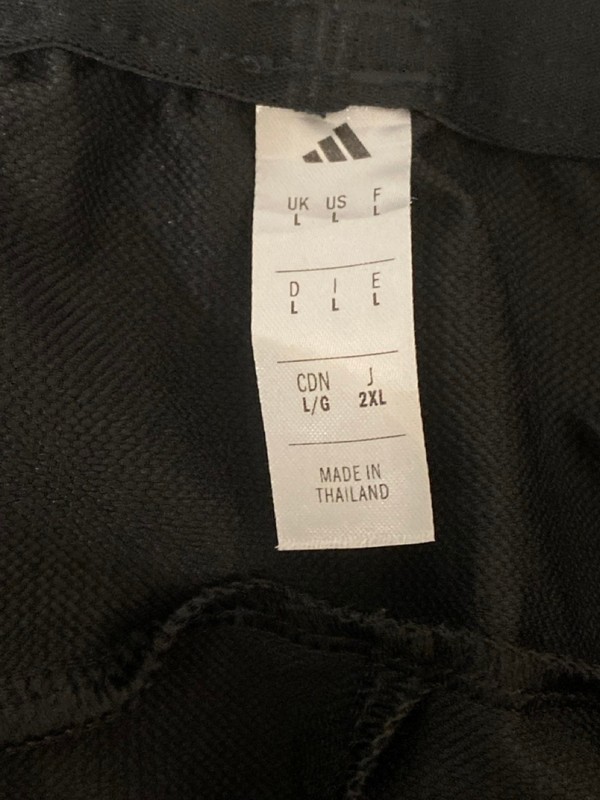 UK US F
L L L
D I E
L L L
CDN J
L/G 2XL
MADE IN
THAILAND